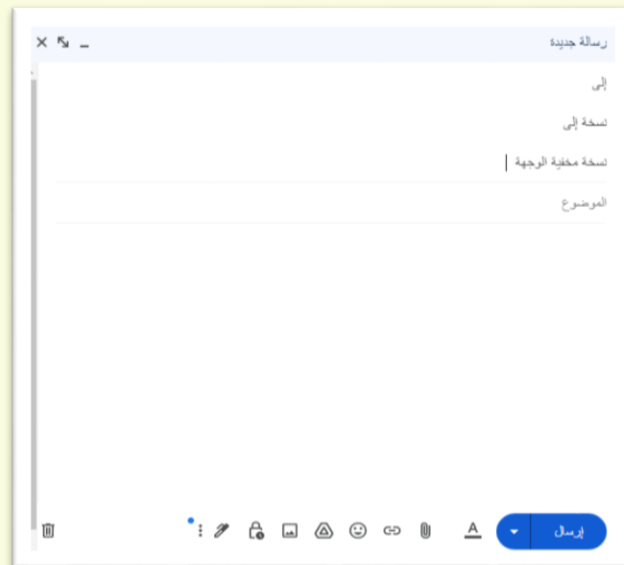 رسالة جديدة
إلى
نسخة إلى
نسخة مخفية الوجهة
الموضوع
A
إرسال